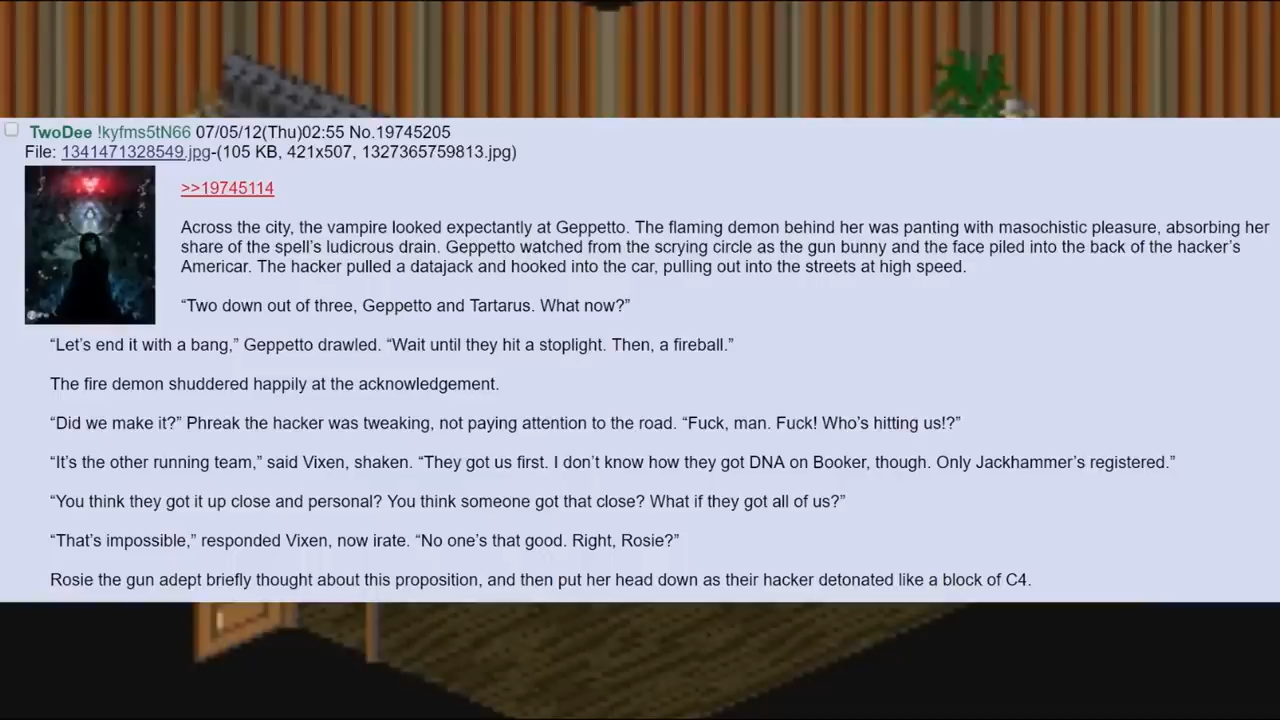 TwoDee !kyfms5tN66 07/05/12(Thu)02:55 No.19745205
File: 1341471328549.jpg-(105 KB, 421x507, 1327365759813.jpg)
>>19745114
Across the city, the vampire looked expectantly at Geppetto. The flaming demon behind her was panting with masochistic pleasure, absorbing her
share of the spell’s ludicrous drain. Geppetto watched from the scrying circle as the gun bunny and the face piled into the back of the hacker’s
Americar. The hacker pulled a datajack and hooked into the car, pulling out into the streets at high speed.
“Two down out of three, Geppetto and Tartarus. What now?”
“Let’s end it with a bang,” Geppetto drawled. “Wait until they hit a stoplight. Then, a fireball.”
The fire demon shuddered happily at the acknowledgement.
“Did we make it?” Phreak the hacker was tweaking, not paying attention to the road. “Fuck, man. Fuck! Who’s hitting us!?”
“It’s the other running team,” said Vixen, shaken. “They got us first. I don’t know how they got DNA on Booker, though. Only Jackhammer’s registered.”
“You think they got it up close and personal? You think someone got that close? What if they got all of us?”
“That’s impossible,” responded Vixen, now irate. “No one’s that good. Right, Rosie?”
Rosie the gun adept briefly thought about this proposition, and then put her head down as their hacker detonated like a block of C4.